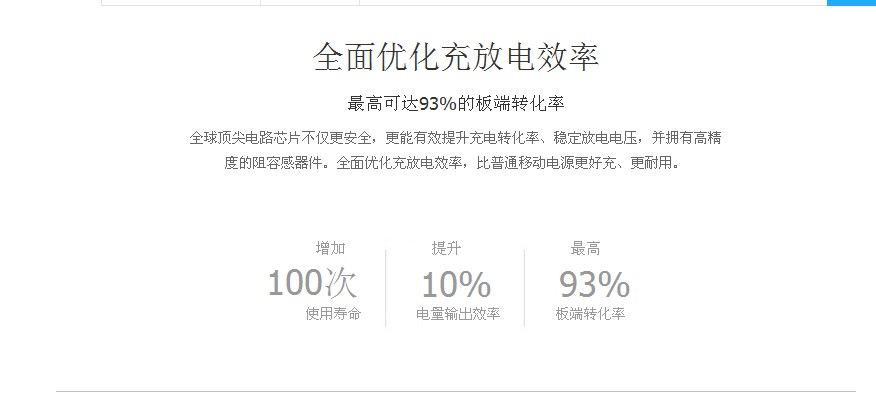 全面优化充放电效率
最高可达93%的板端转化率
全球顶尖电路芯片不仅更安全，更能有效提升充电转化率、稳定放电电压，并拥有高精
度的阻容感器件。全面优化充放电效率，比普通移动电源更好充、更耐用。
增加 提升 最高
100次 10% 93%
使用寿命 电量输出效率 板端转化率